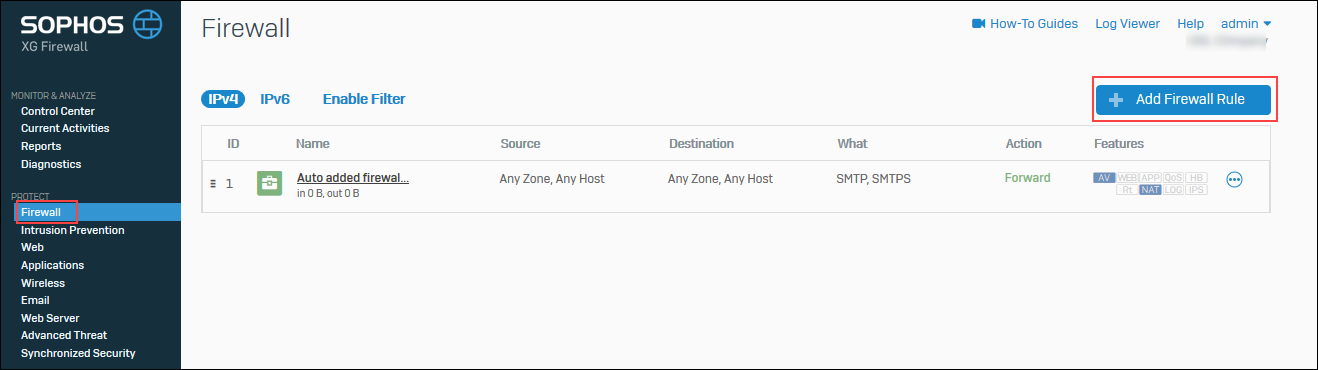 SOPHOS
XG Firewall
MONITOR & ANALYZE
Control Center
Current Activities
Reports
Diagnostics
PROTECT
Firewall
Intrusion Prevention
Web
Applications
Wireless
Email
Web Server
Advanced Threat
Synchronized Security
Firewall
How-To Guides Log Viewer Help admin
IPv4 IPv6 Enable Filter
Add Firewall Rule
ID Name Source Destination What Action Features
1 Auto added firewal... Any Zone, Any Host Any Zone, Any Host SMTP, SMTPS Forward AV WEB APP QoS HB
in 0 B, out 0 B Rt NAT LOG IPS